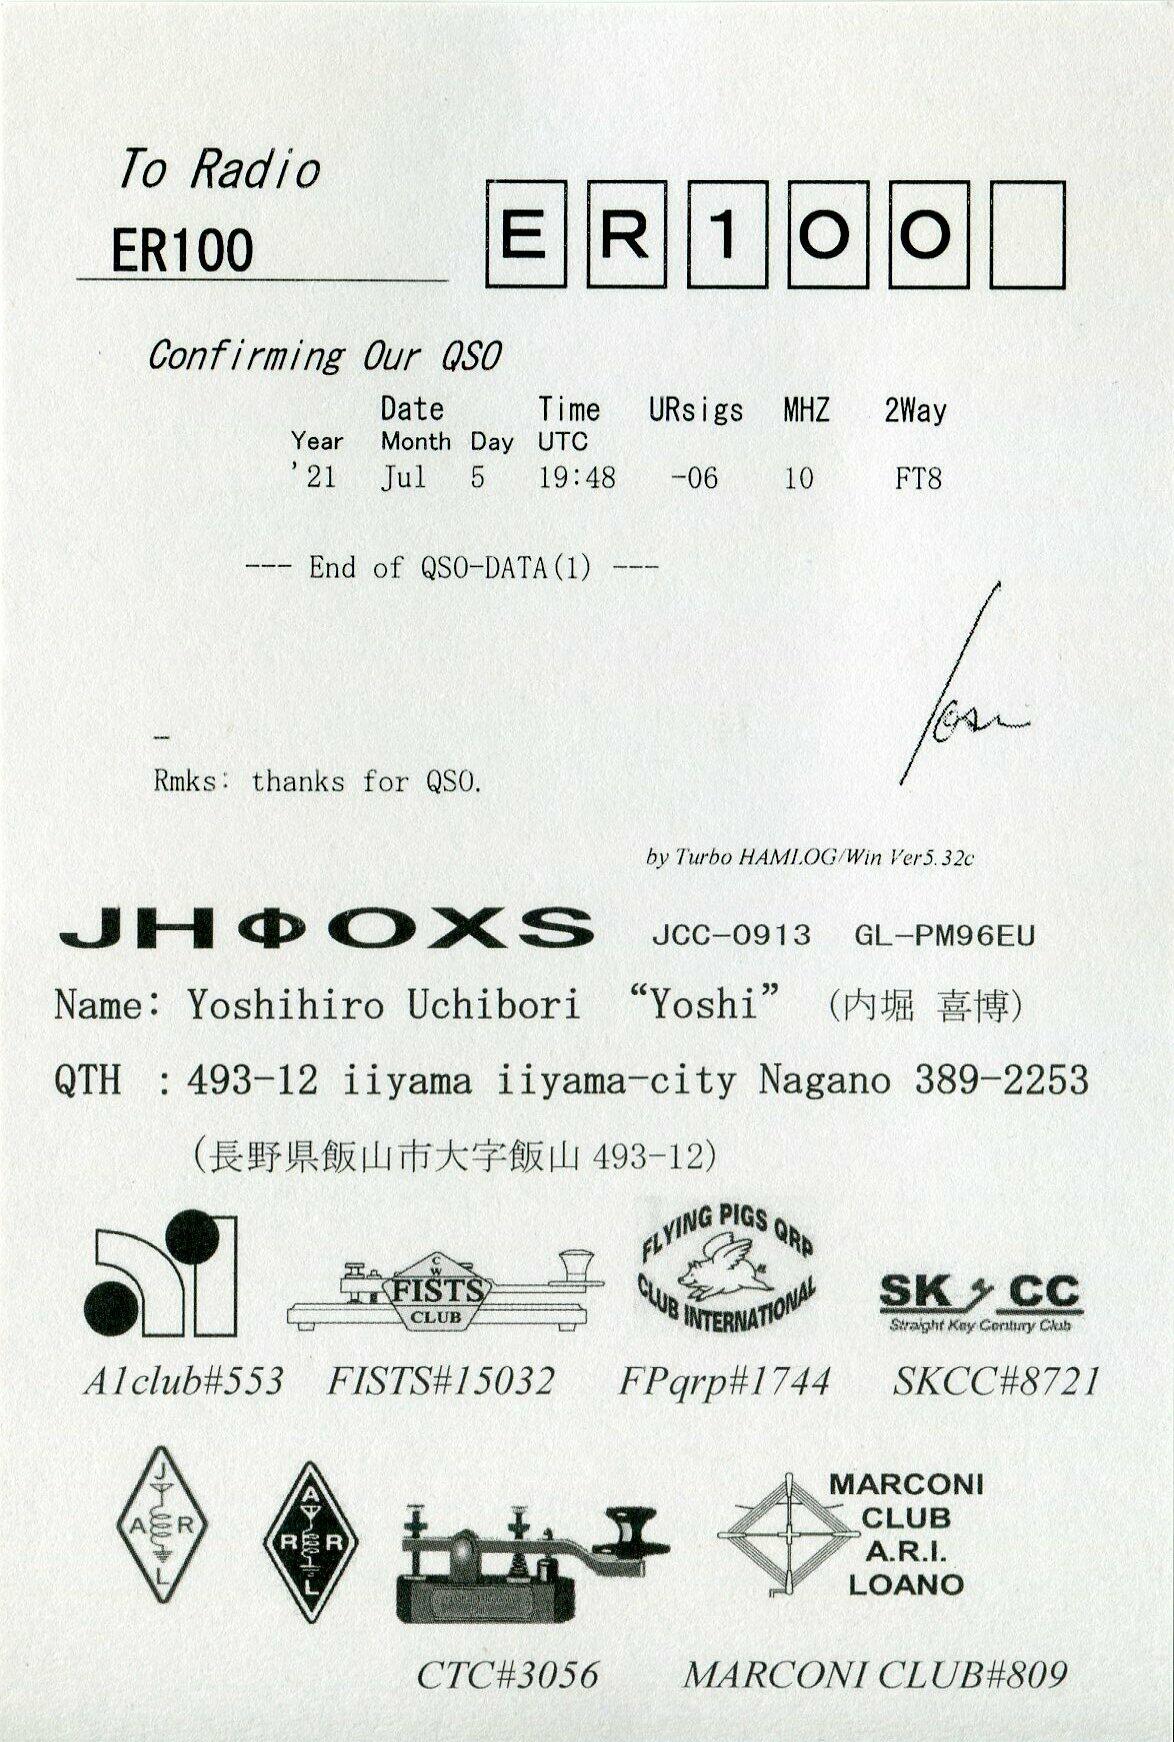 To Radio
ER100
ER100
Confirming Our QSO
Date Time URsigs MHZ 2Way
Year Month Day UTC
'21 Jul 5 19:48 -06 10 FT8
--- End of QSO-DATA(1) ---
Yosi
-
Rmks: thanks for QSO.
by Turbo HAMLOG/Win Ver5.32c
JHΦOXS JCC-0913 GL-PM96EU
Name: Yoshihiro Uchibori “Yoshi” (内堀 喜博)
QTH : 493-12 iiyama iiyama-city Nagano 389-2253
(長野県飯山市大字飯山 493-12)
CW
FISTS
CLUB
FLYING PIGS QRP
CLUB INTERNATIONAL
SKCC
Straight Key Century Club
A1club#553 FISTS#15032 FPqrp#1744 SKCC#8721
JARL
ARRL
MARCONI
CLUB
A.R.I.
LOANO
CTC#3056 MARCONI CLUB#809